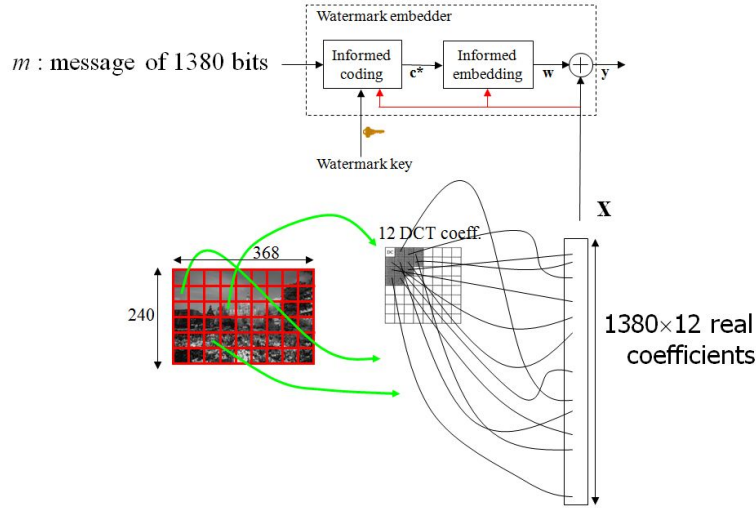 Watermark embedder
m : message of 1380 bits
Informed
coding
c*
Informed
embedding
w
y
Watermark key
X
12 DCT coeff.
DC
368
240
1380×12 real
coefficients